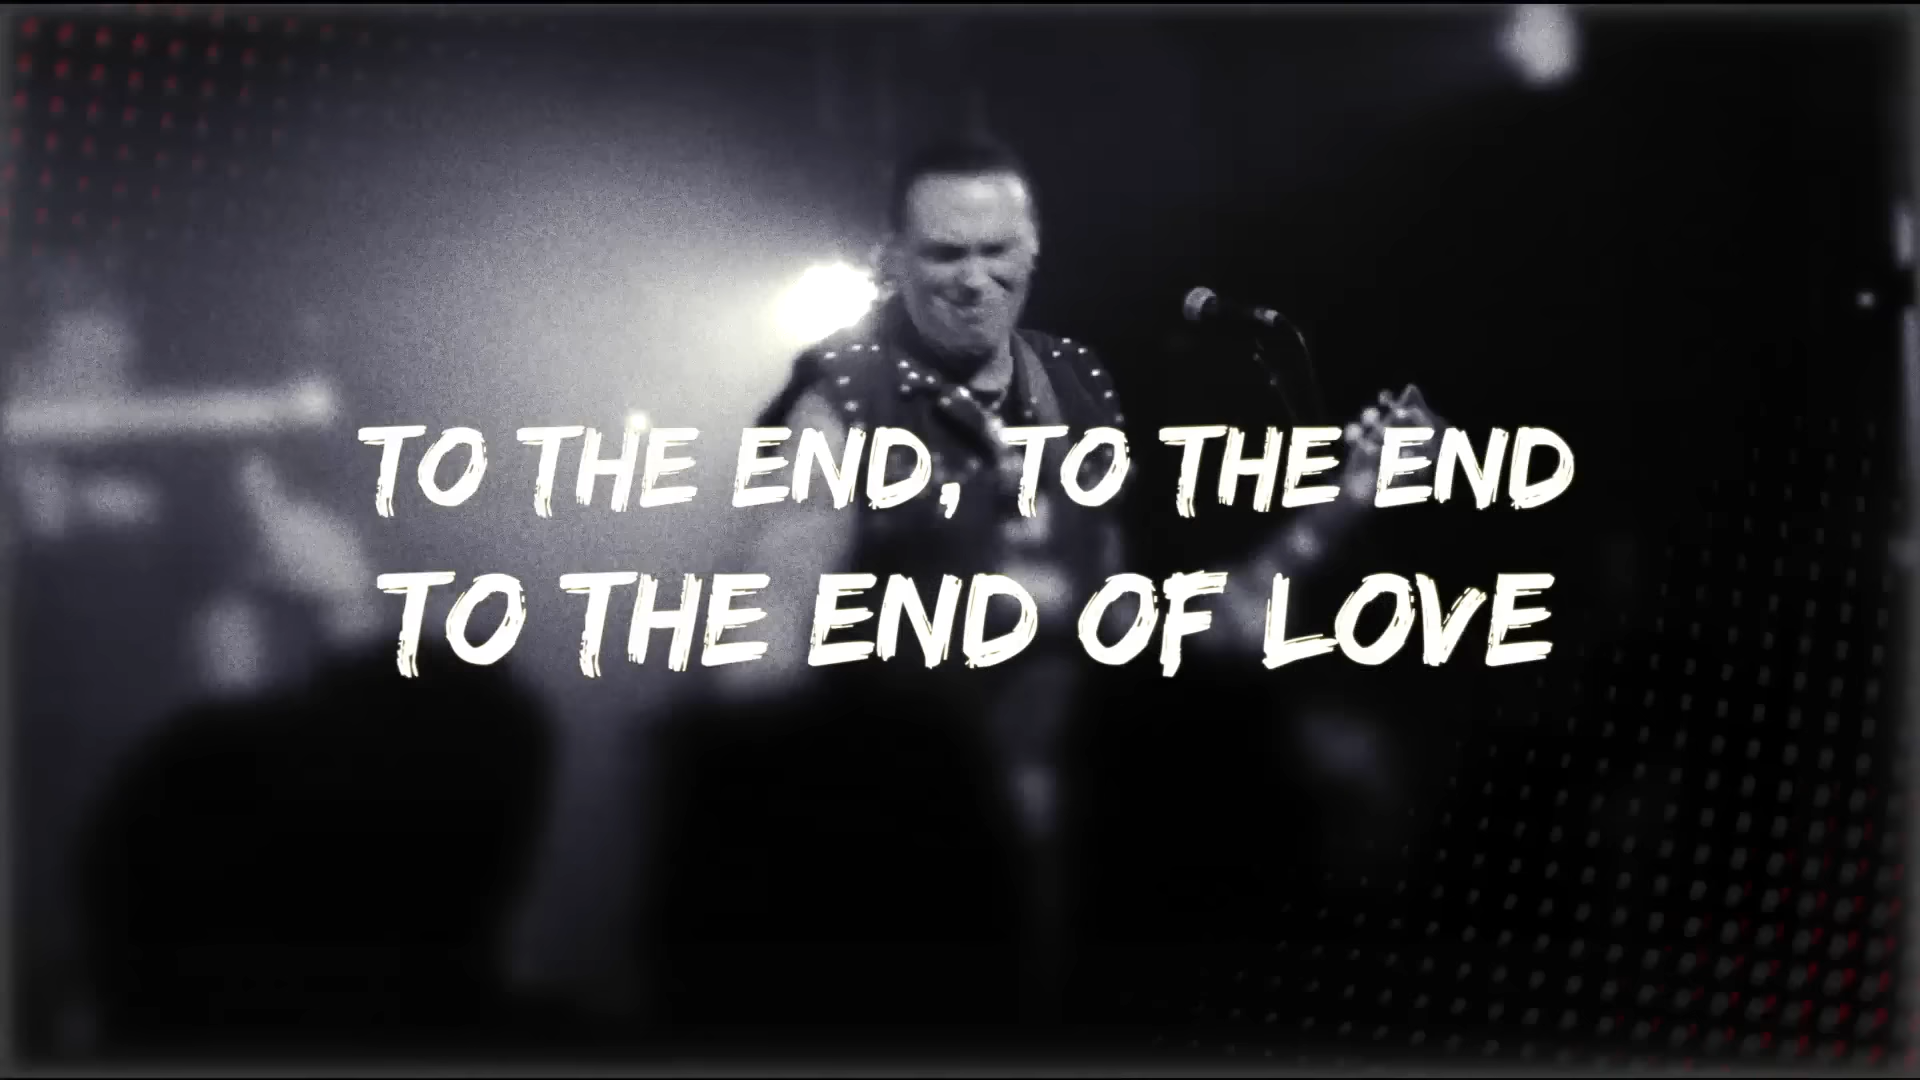 TO THE END, TO THE END
TO THE END OF LOVE